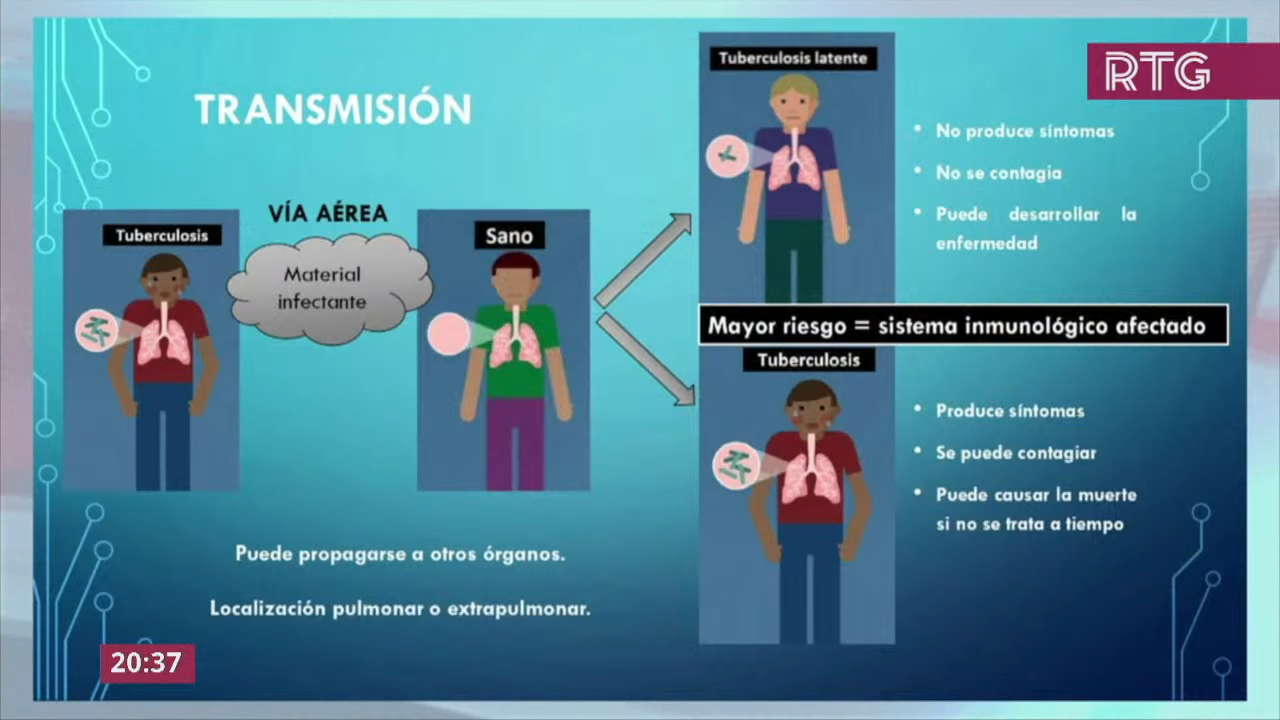 TRANSMISIÓN
RTG
VÍA AÉREA
Tuberculosis
Material
infectante
Sano
Tuberculosis latente
• No produce síntomas
• No se contagia
• Puede desarrollar la
enfermedad
Mayor riesgo = sistema inmunológico afectado
Tuberculosis
• Produce síntomas
• Se puede contagiar
• Puede causar la muerte
si no se trata a tiempo
Puede propagarse a otros órganos.
Localización pulmonar o extrapulmonar.
20:37